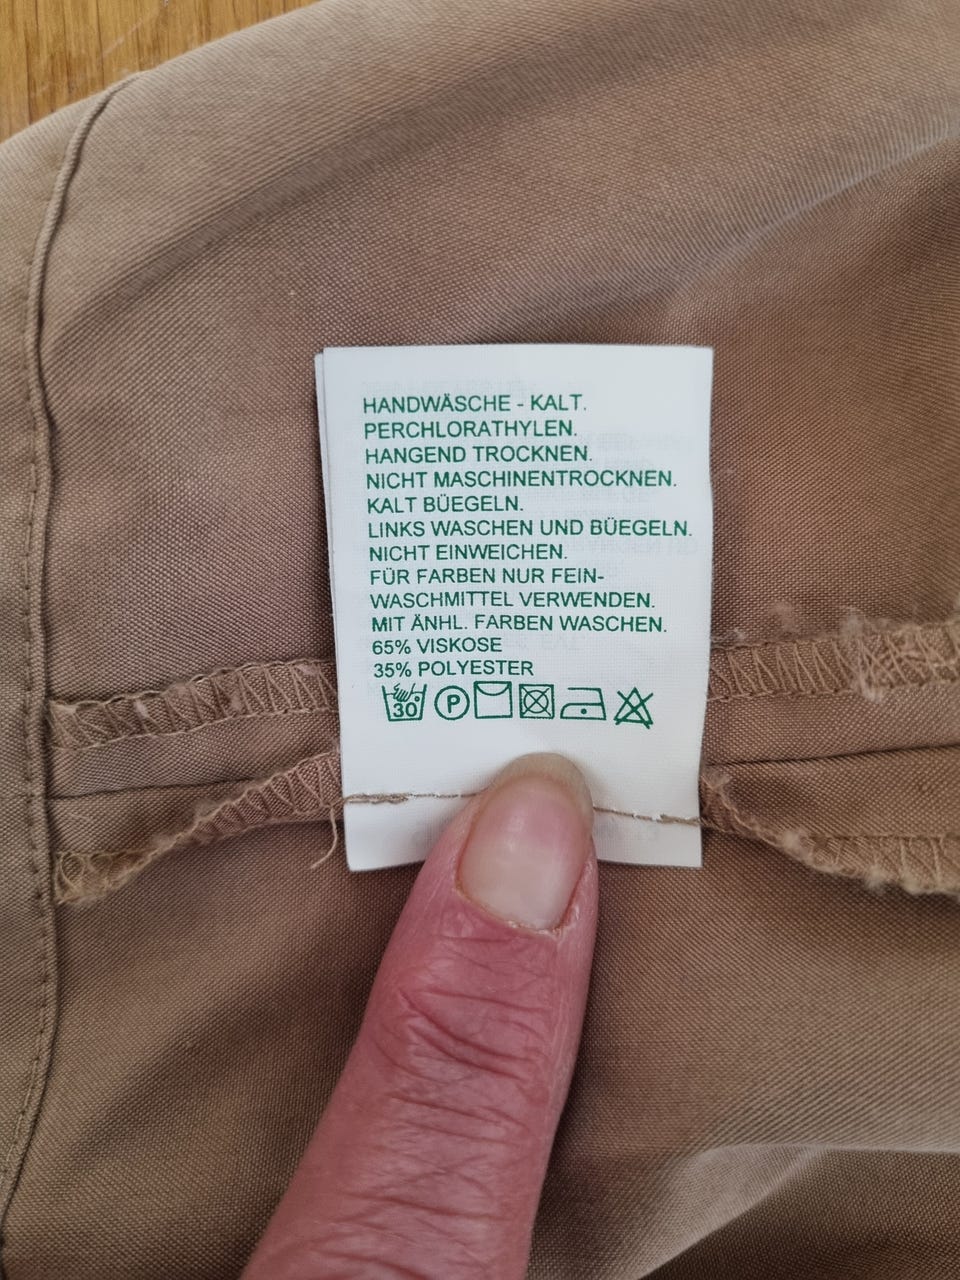 HANDWÄSCHE - KALT.
PERCHLORATHYLEN.
HANGEND TROCKNEN.
NICHT MASCHINENTROCKNEN.
KALT BÜEGELN.
LINKS WASCHEN UND BÜEGELN.
NICHT EINWEICHEN.
FÜR FARBEN NUR FEIN-
WASCHMITTEL VERWENDEN.
MIT ÄNHL. FARBEN WASCHEN.
65% VISKOSE
35% POLYESTER
30 P